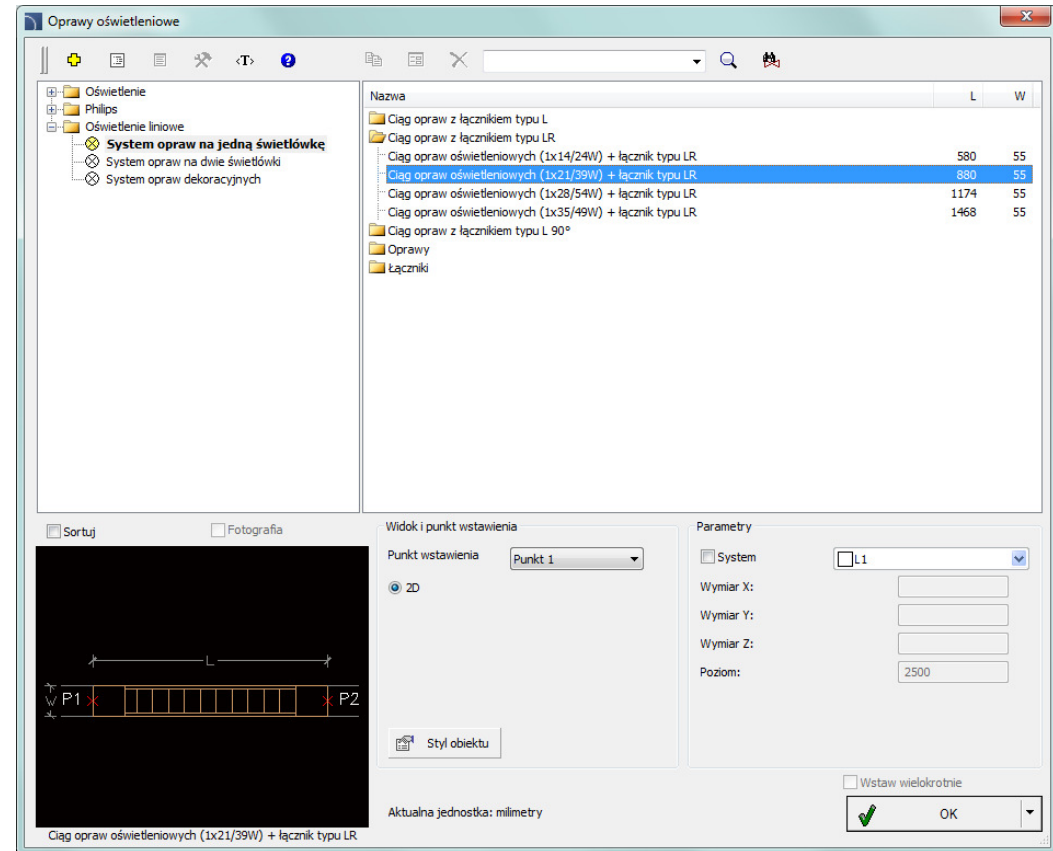 Oprawy oświetleniowe
‹T›
Oświetlenie
Philips
Oświetlenie liniowe
System opraw na jedną świetlówkę
System opraw na dwie świetlówki
System opraw dekoracyjnych
Nazwa L W
Ciąg opraw z łącznikiem typu L
Ciąg opraw z łącznikiem typu LR
Ciąg opraw oświetleniowych (1x14/24W) + łącznik typu LR 580 55
Ciąg opraw oświetleniowych (1x21/39W) + łącznik typu LR 880 55
Ciąg opraw oświetleniowych (1x28/54W) + łącznik typu LR 1174 55
Ciąg opraw oświetleniowych (1x35/49W) + łącznik typu LR 1468 55
Ciąg opraw z łącznikiem typu L 90°
Oprawy
Łączniki
Sortuj Fotografia
L
W P1 P2
Ciąg opraw oświetleniowych (1x21/39W) + łącznik typu LR
Widok i punkt wstawienia
Punkt wstawienia Punkt 1
2D
Styl obiektu
Aktualna jednostka: milimetry
Parametry
System L1
Wymiar X:
Wymiar Y:
Wymiar Z:
Poziom: 2500
Wstaw wielokrotnie
OK